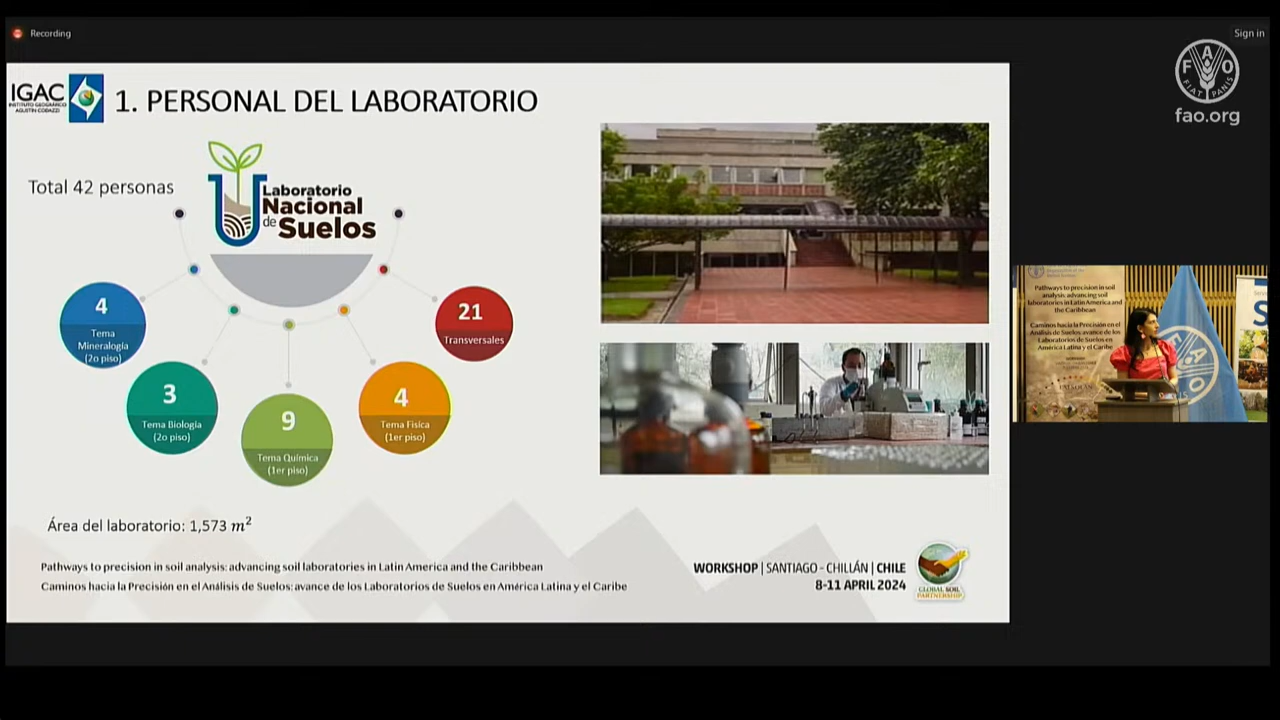 Recording
Sign in
FAO
FIAT PANIS
fao.org
IGAC
INSTITUTO GEOGRÁFICO
AGUSTÍN CODAZZI
1. PERSONAL DEL LABORATORIO
Total 42 personas
Laboratorio
Nacional
de Suelos
4
Tema
Mineralogía
(2o piso)
3
Tema Biología
(2o piso)
9
Tema Química
(1er piso)
4
Tema Física
(1er piso)
21
Transversales
Área del laboratorio: 1,573 m²
Pathways to precision in soil analysis: advancing soil laboratories in Latin America and the Caribbean
Caminos hacia la Precisión en el Análisis de Suelos: avance de los Laboratorios de Suelos en América Latina y el Caribe
WORKSHOP | SANTIAGO - CHILLÁN | CHILE
8-11 APRIL 2024
GLOBAL SOIL
PARTNERSHIP
Pathways to precision in soil
analysis: advancing soil
laboratories in Latin America and
the Caribbean
Caminos hacia la Precisión en el
Análisis de Suelos: avance de los
Laboratorios de Suelos en
América Latina y el Caribe